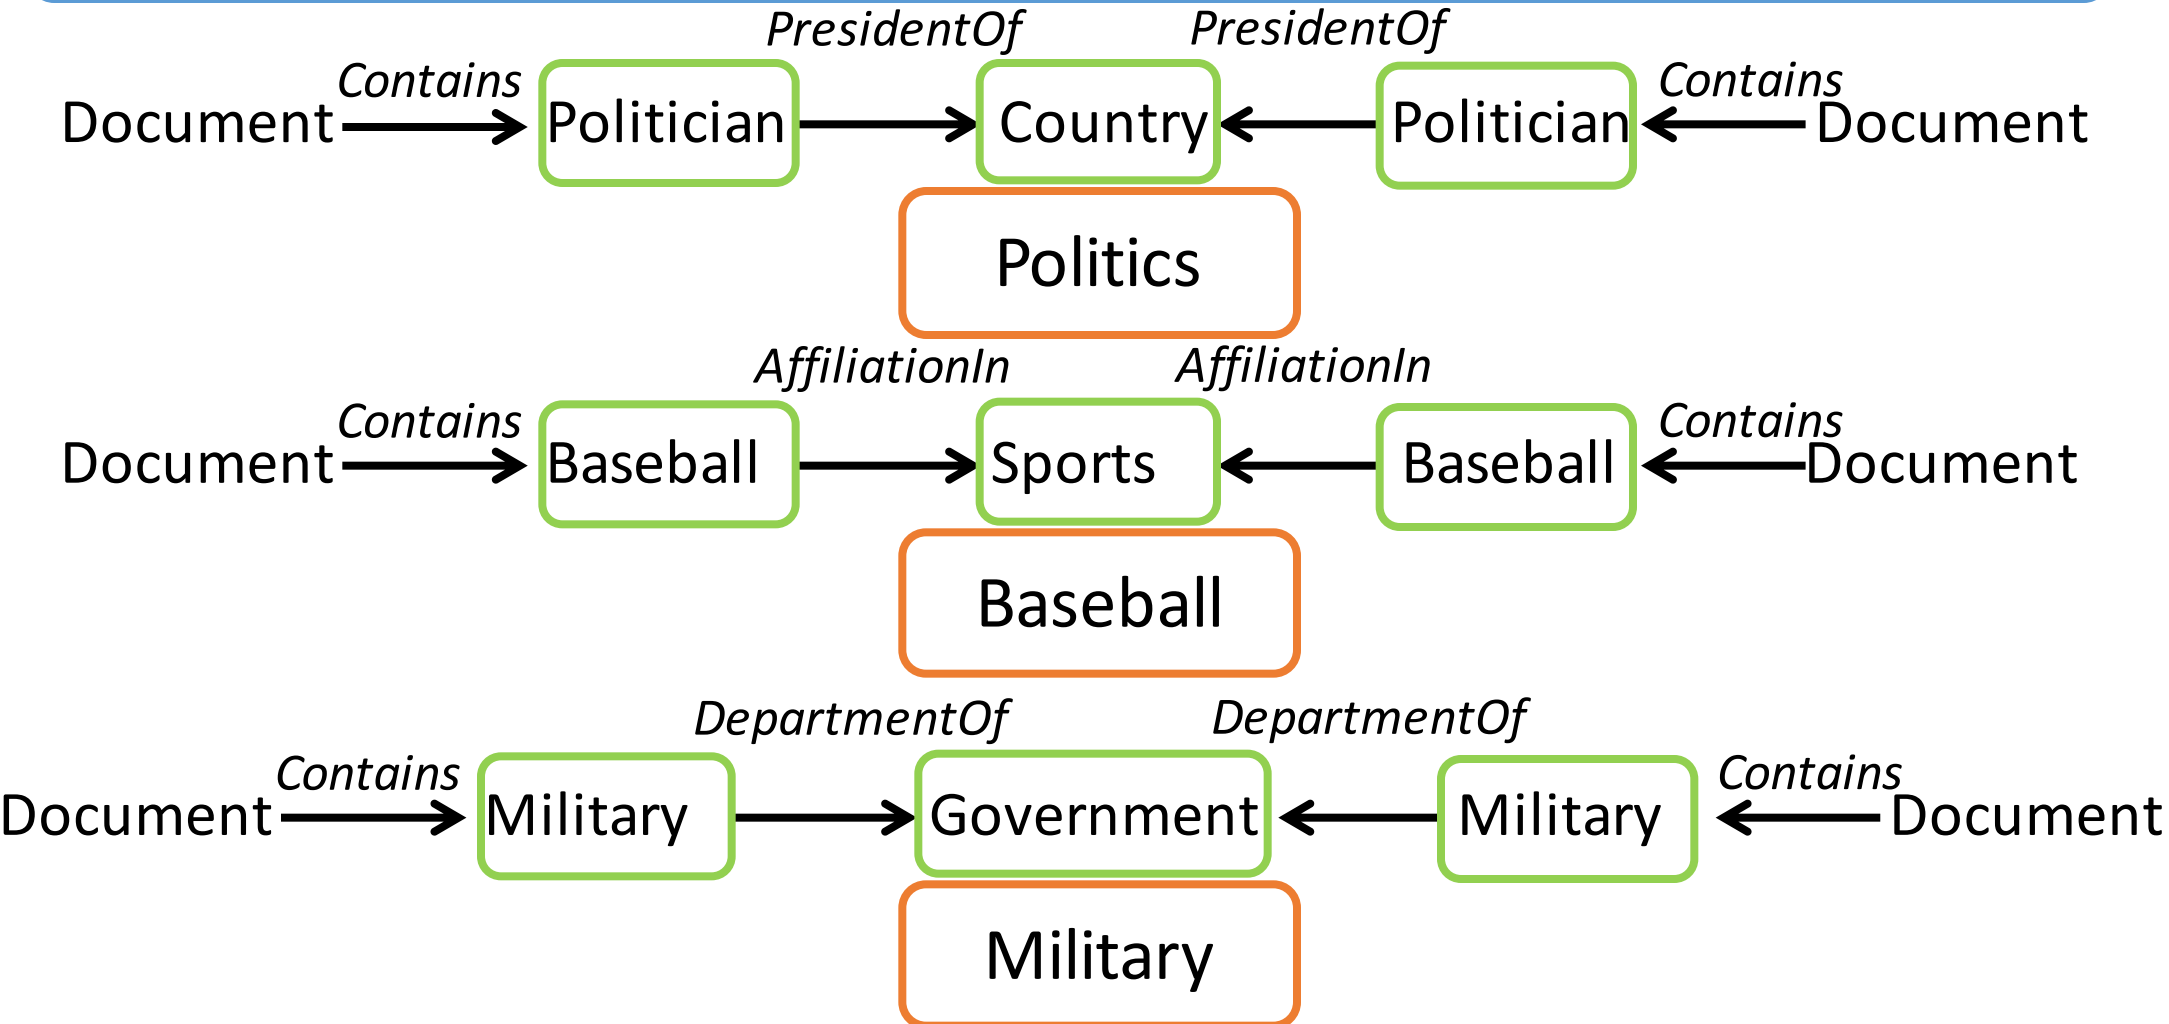 PresidentOf PresidentOf
Contains Contains
Document Politician Country Politician Document
Politics
AffiliationIn AffiliationIn
Contains Contains
Document Baseball Sports Baseball Document
Baseball
DepartmentOf DepartmentOf
Contains Contains
Document Military Government Military Document
Military